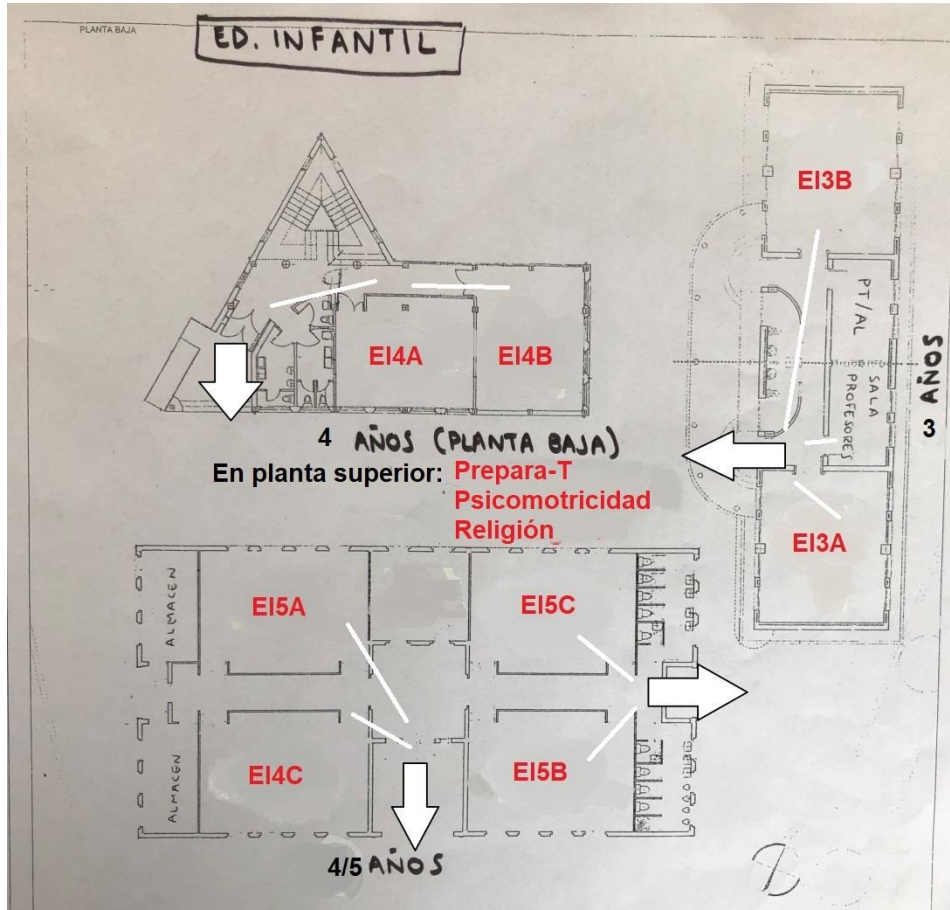 PLANTA BAJA
ED. INFANTIL
EI3B
PT/AL
SALA
PROFESORES
3 AÑOS
EI3A
EI4A
EI4B
4 AÑOS (PLANTA BAJA)
En planta superior: Prepara-T
Psicomotricidad
Religión
ALMACEN
EI5A
EI5C
ALMACEN
EI4C
EI5B
4/5 AÑOS